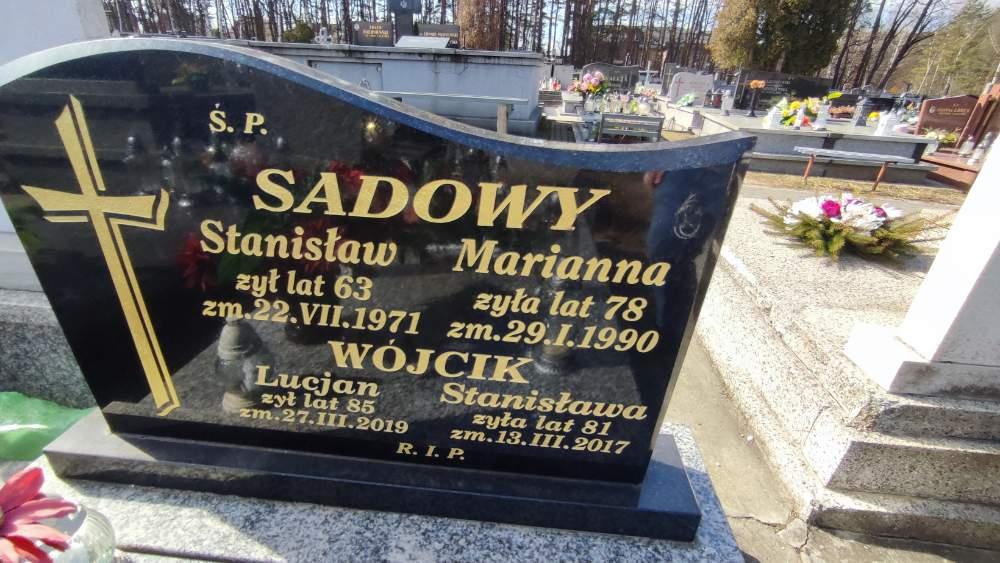 Ś. P.
SADOWY
Stanisław Marianna
żył lat 63 żyła lat 78
zm. 22.VII.1971 zm. 29.I.1990
WÓJCIK
Lucjan Stanisława
żył lat 85 żyła lat 81
zm. 27.III.2019 zm. 13.III.2017
R. I. P.